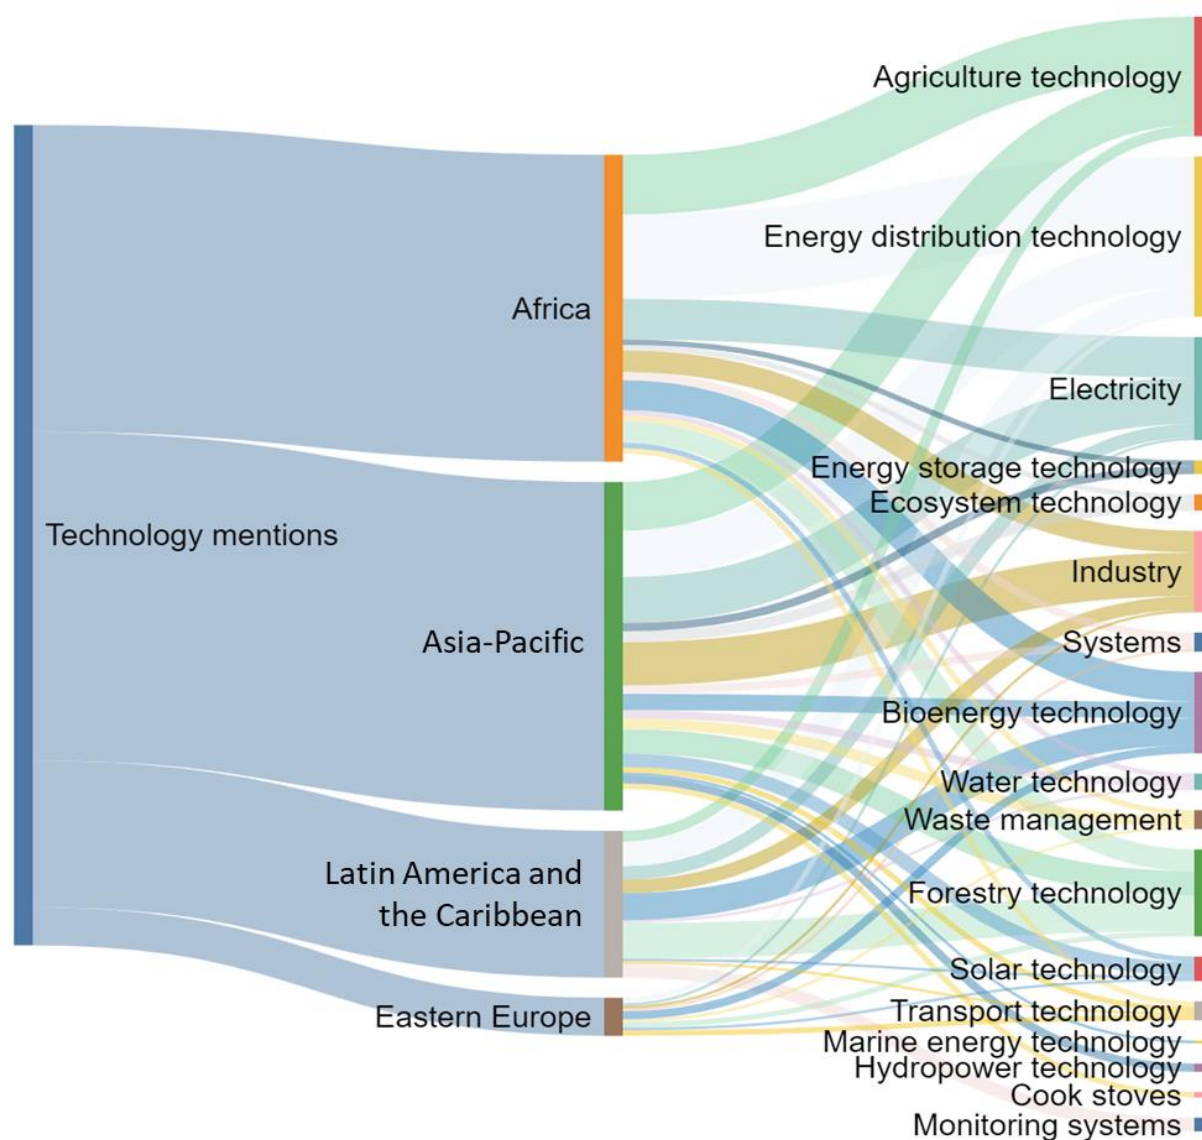 Technology mentions
Africa
Asia-Pacific
Latin America and
the Caribbean
Eastern Europe
Agriculture technology
Energy distribution technology
Electricity
Energy storage technology
Ecosystem technology
Industry
Systems
Bioenergy technology
Water technology
Waste management
Forestry technology
Solar technology
Transport technology
Marine energy technology
Hydropower technology
Cook stoves
Monitoring systems